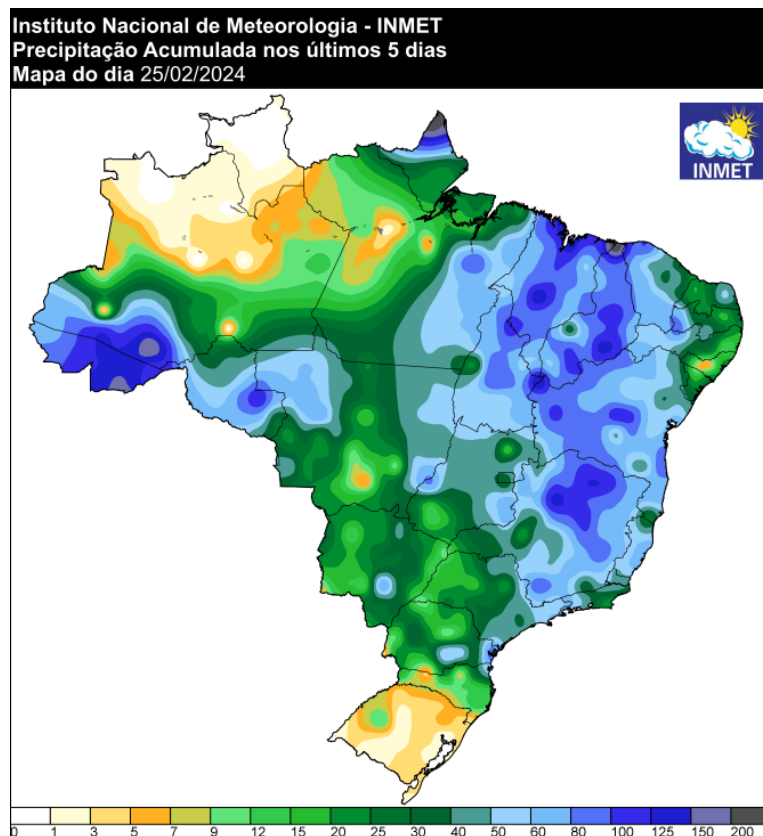 Instituto Nacional de Meteorologia - INMET
Precipitação Acumulada nos últimos 5 dias
Mapa do dia 25/02/2024
INMET
0 1 3 5 7 9 12 15 20 25 30 40 50 60 80 100 125 150 200